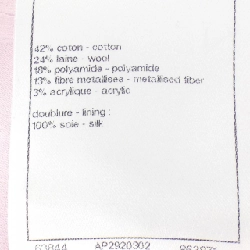 42% coton - cotton
24% laine - wool
18% polyamide - polyamide
13% fibre metallisee - metallised fiber
3% acrylique - acrylic
doublure - lining :
100% soie - silk
AP2920302